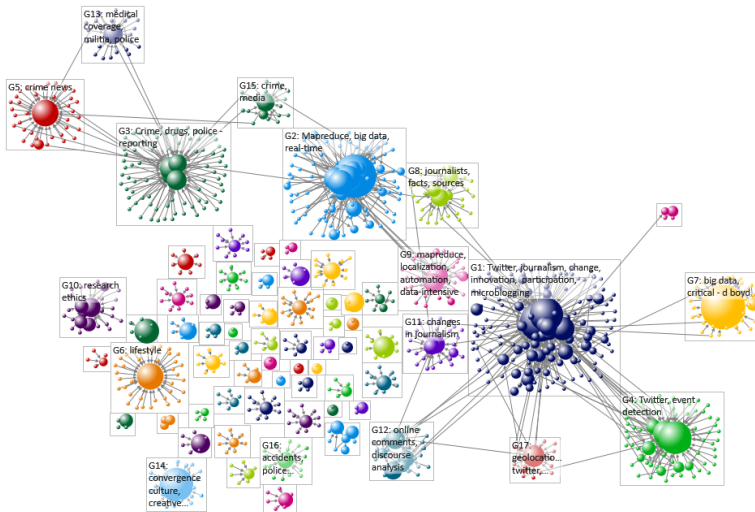 G13: medical
coverage,
militia, police
G5: crime news
G15: crime,
media
G3: Crime, drugs, police -
reporting
G2: Mapreduce, big data,
real-time
G8: journalists,
facts, sources
G9: mapreduce,
localization,
automation,
data-intensive
G1: Twitter, journalism, change,
innovation, participation,
microblogging
G7: big data,
critical - d boyd
G10: research
ethics
G11: changes
in journalism
G6: lifestyle
G4: Twitter, event
detection
G12: online
comments,
discourse
analysis
G16:
accidents,
police...
G17:
geolocatio...
twitter,...
G14:
convergence
culture,
creative...